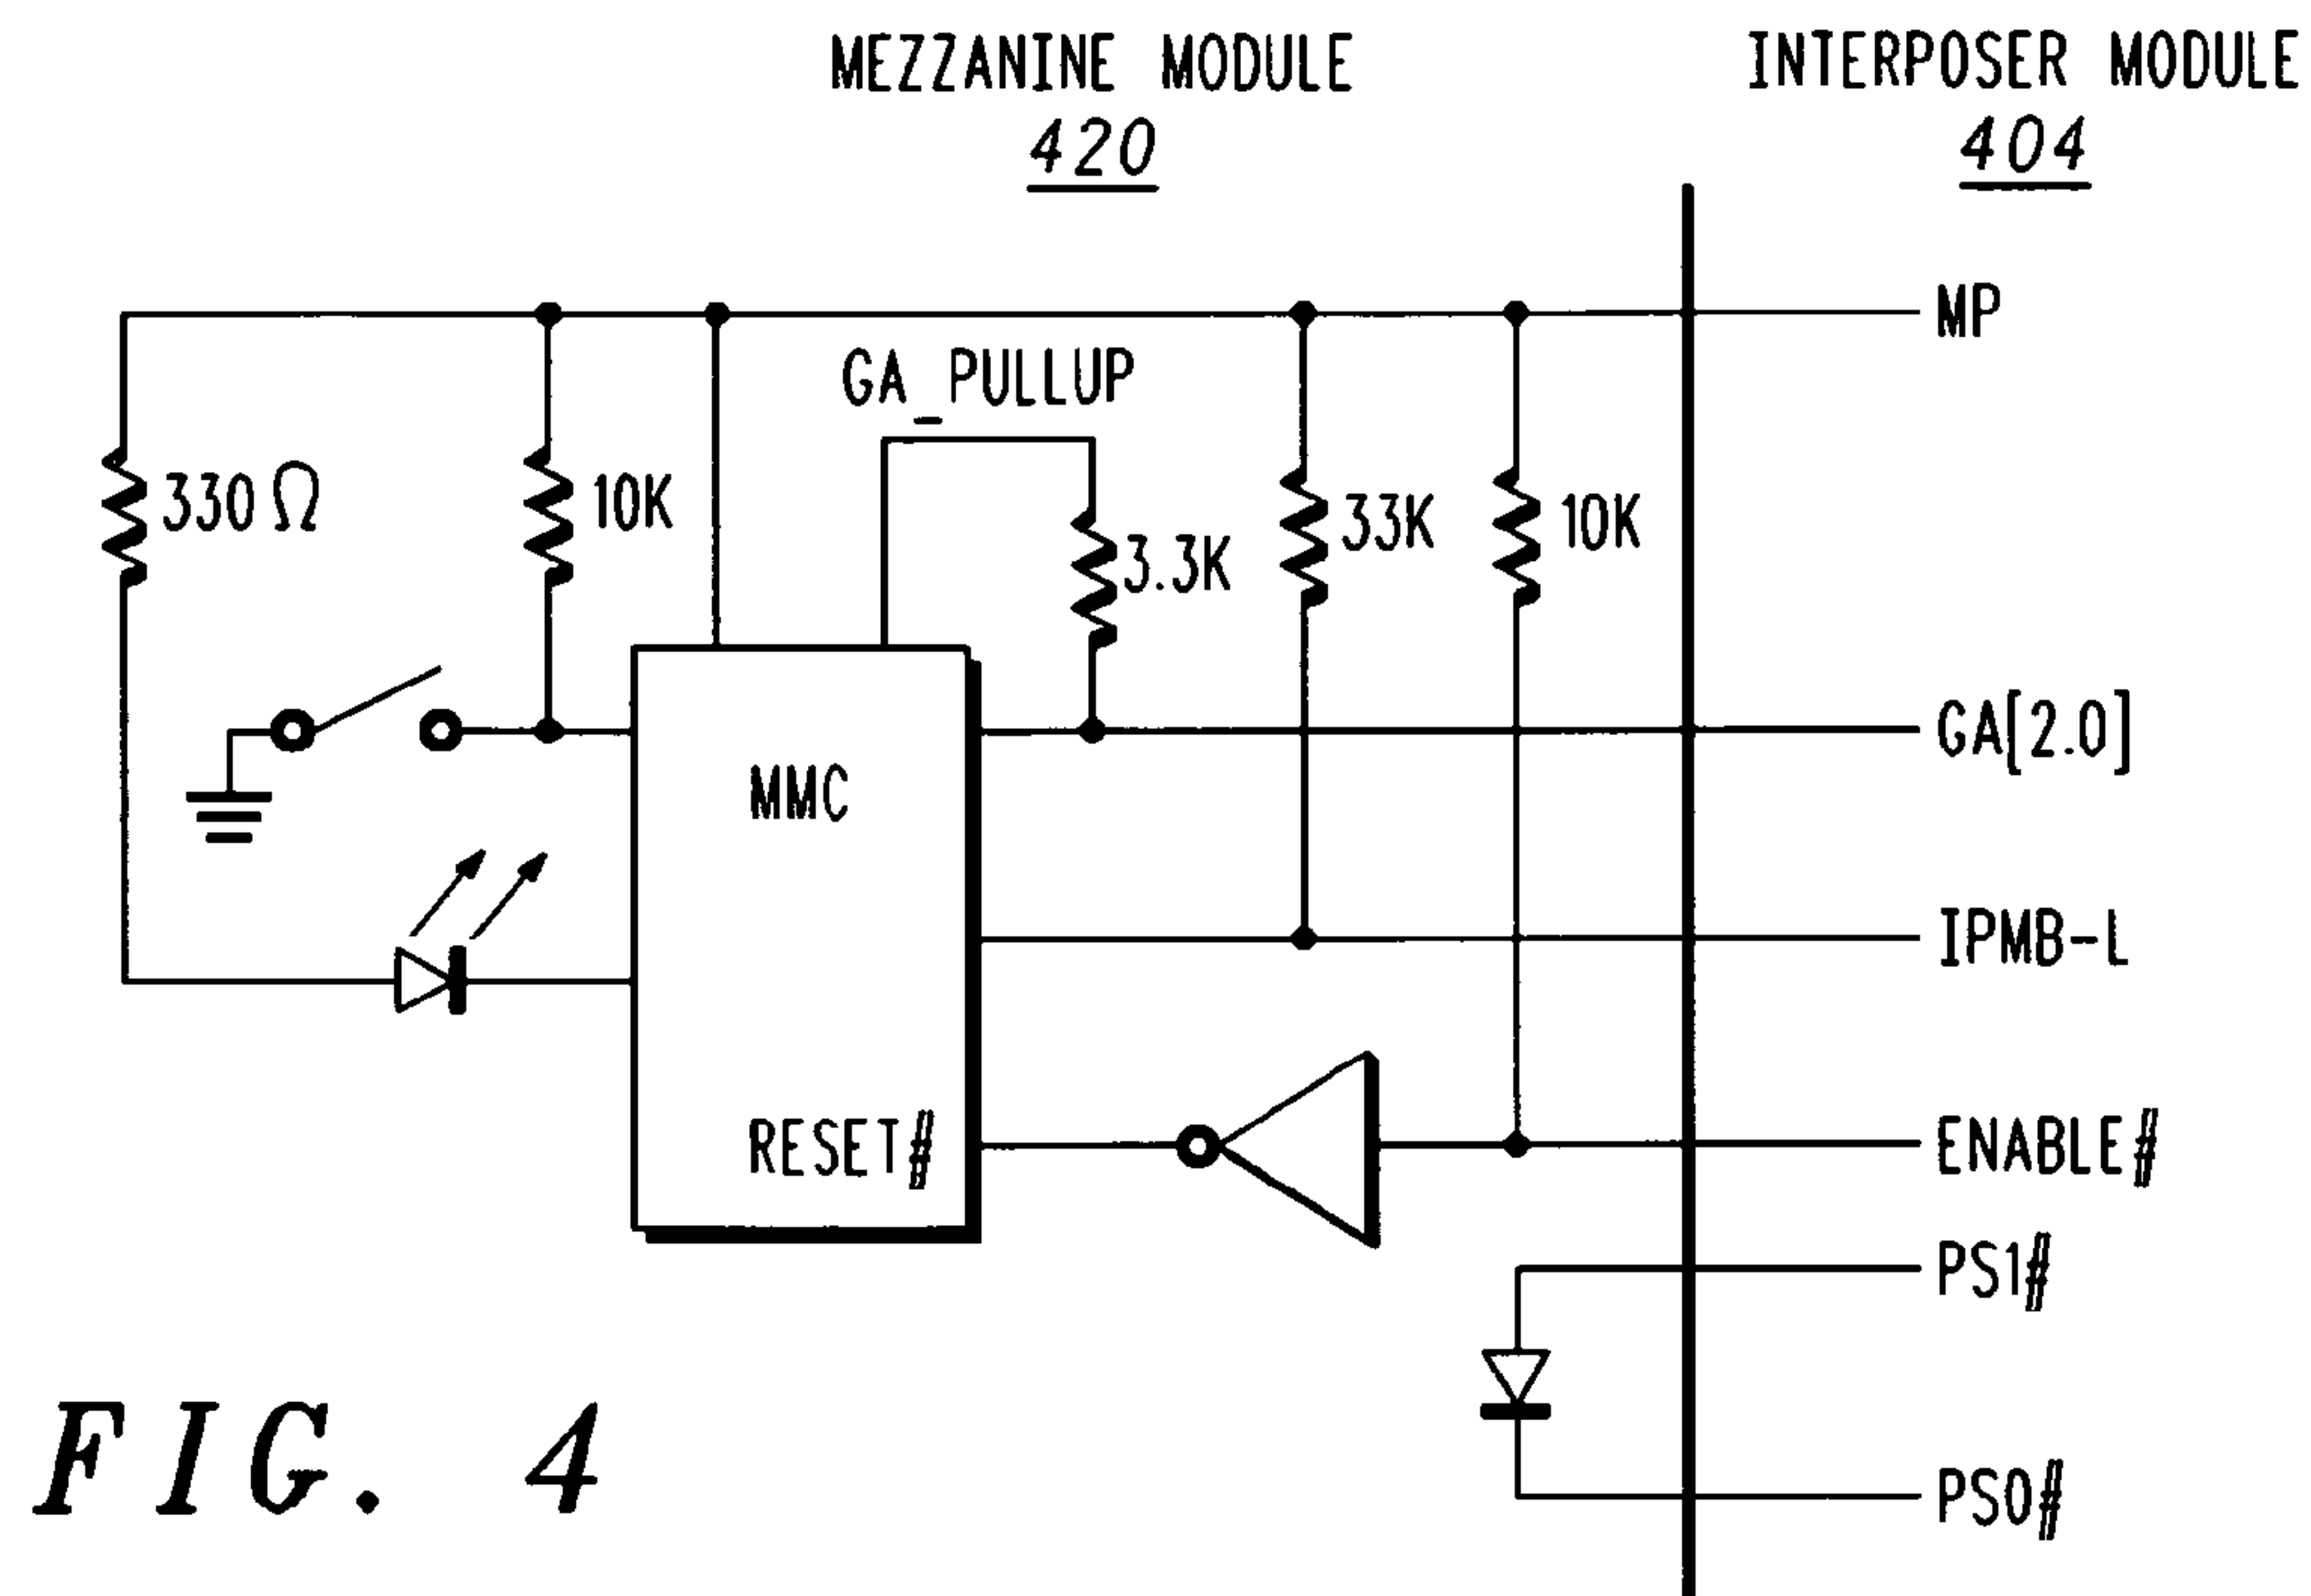 MEZZANINE MODULE
420
INTERPOSER MODULE
404
MP
GA_PULLUP
330 Ω
10K
3.3K
33K
10K
GA[2.0]
MMC
IPMB-L
RESET#
ENABLE#
PS1#
PS0#
FIG. 4